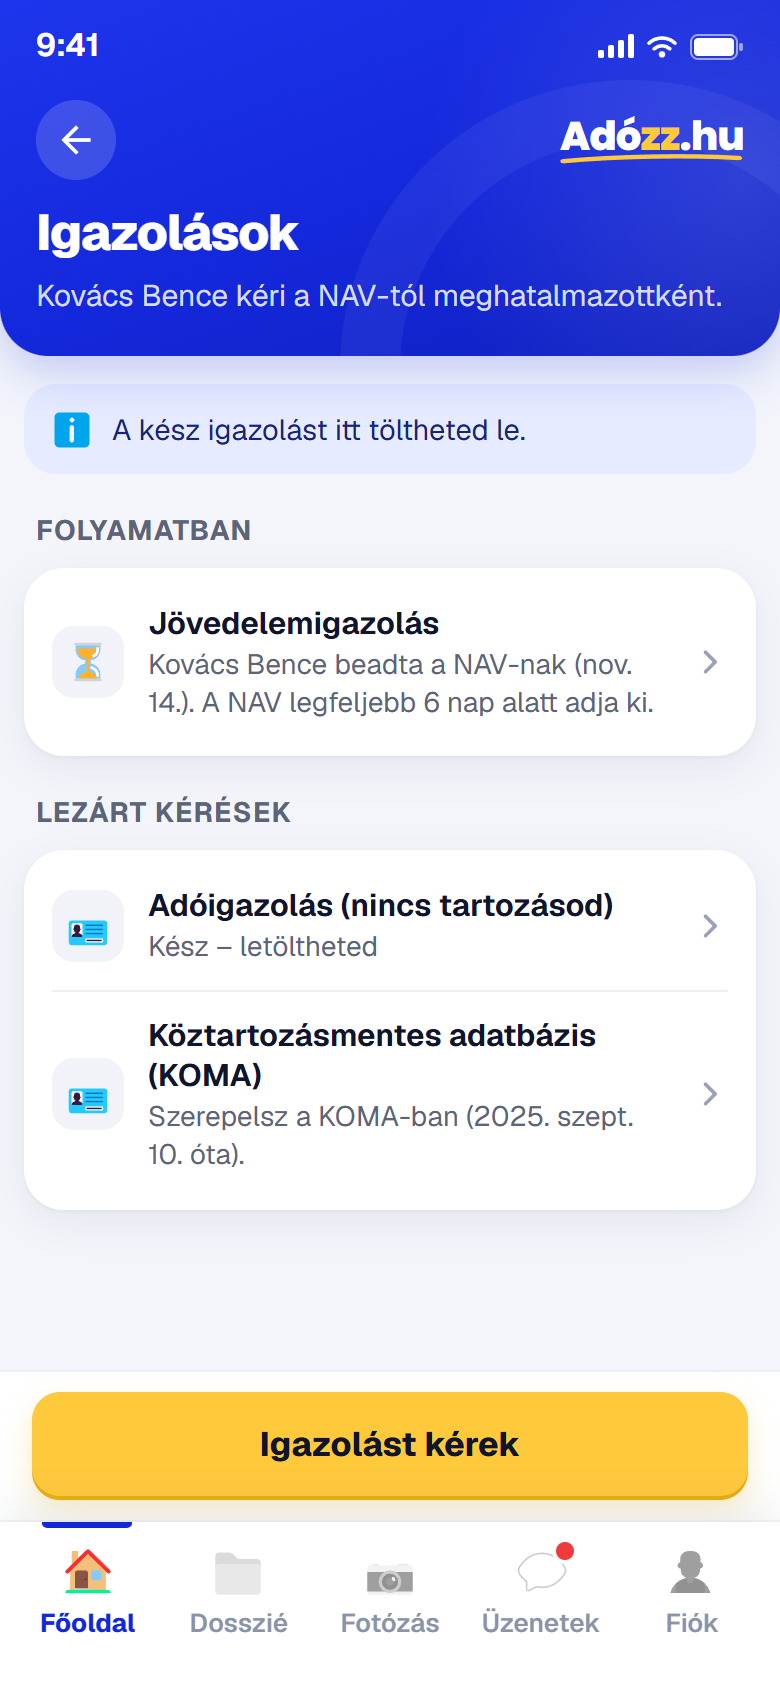 9:41
Adózz.hu
Igazolások
Kovács Bence kéri a NAV-tól meghatalmazottként.
A kész igazolást itt töltheted le.
FOLYAMATBAN
Jövedelemigazolás
Kovács Bence beadta a NAV-nak (nov.
14.). A NAV legfeljebb 6 nap alatt adja ki.
LEZÁRT KÉRÉSEK
Adóigazolás (nincs tartozásod)
Kész – letöltheted
Köztartozásmentes adatbázis
(KOMA)
Szerepelsz a KOMA-ban (2025. szept.
10. óta).
Igazolást kérek
Főoldal
Dosszié
Fotózás
Üzenetek
Fiók